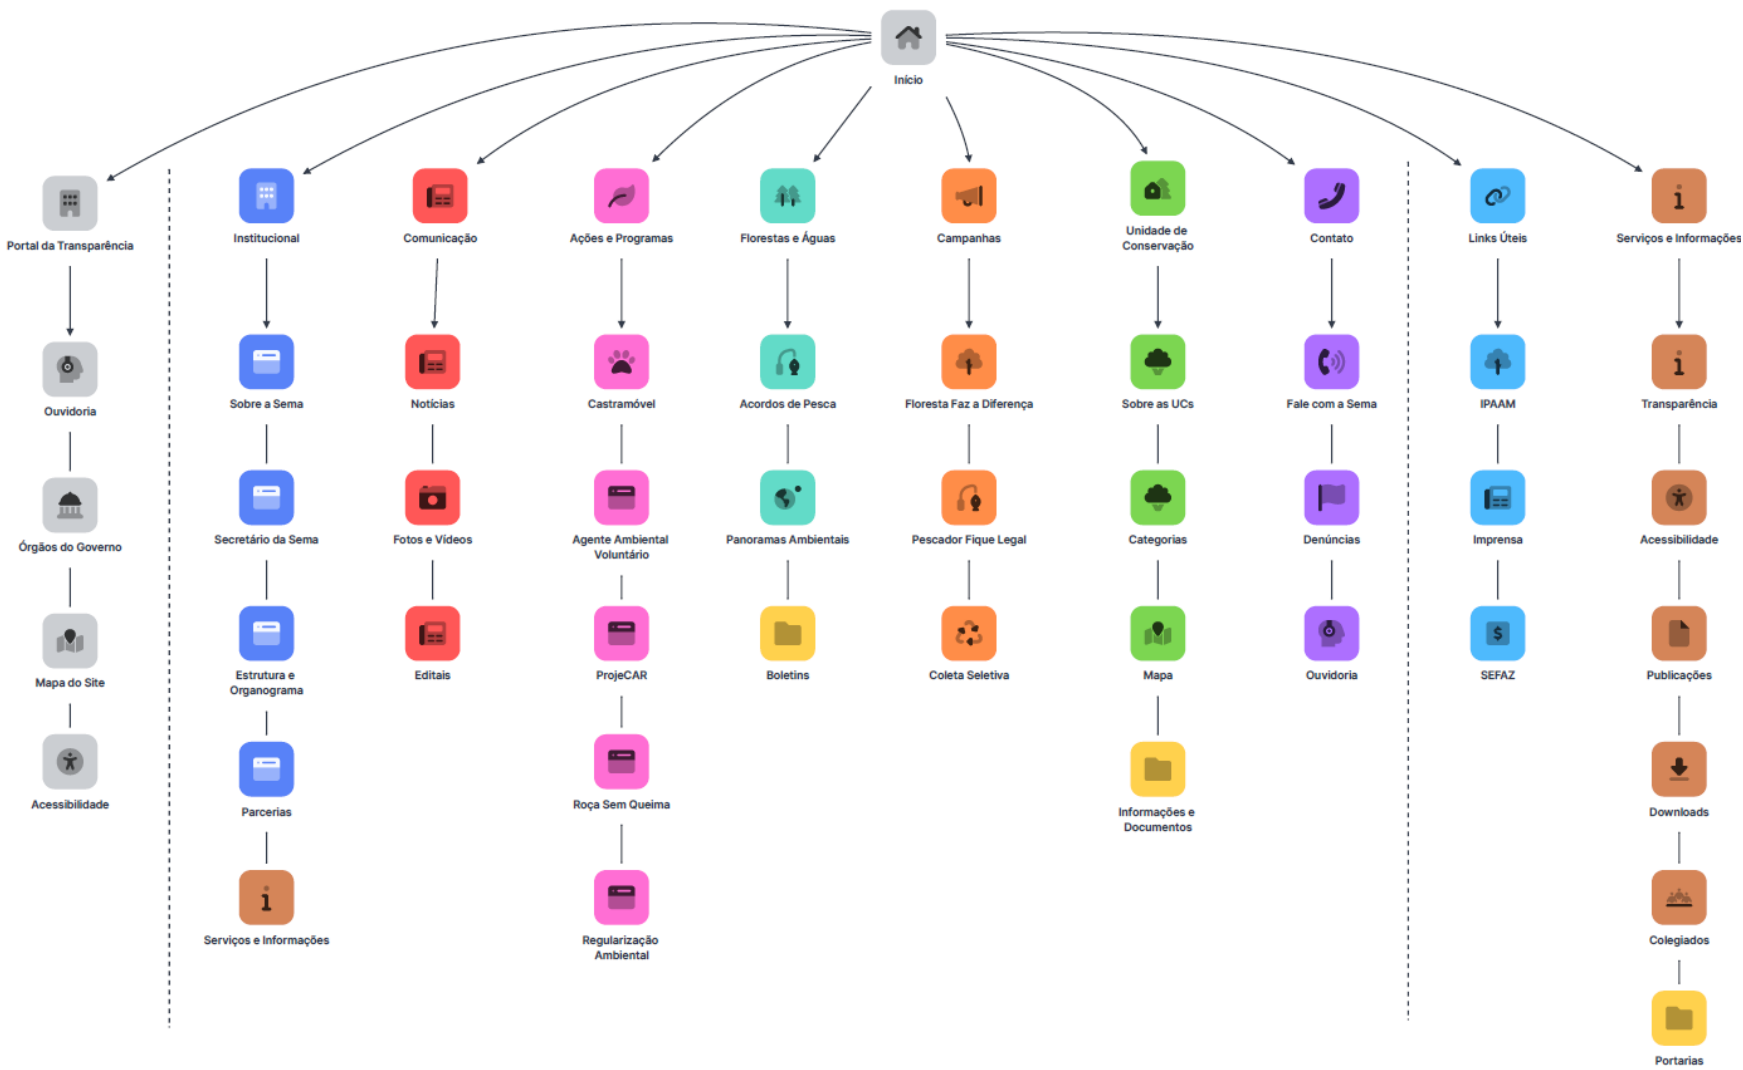 Início
Portal da Transparência
Institucional
Comunicação
Ações e Programas
Florestas e Águas
Campanhas
Unidade de
Conservação
Contato
Links Úteis
Serviços e Informações
Ouvidoria
Sobre a Sema
Notícias
Castramóvel
Acordos de Pesca
Floresta Faz a Diferença
Sobre as UCs
Fale com a Sema
IPAAM
Transparência
Órgãos do Governo
Secretário da Sema
Fotos e Vídeos
Agente Ambiental
Voluntário
Panoramas Ambientais
Pescador Fique Legal
Categorias
Denúncias
Imprensa
Acessibilidade
Mapa do Site
Estrutura e
Organograma
Editais
ProjeCAR
Boletins
Coleta Seletiva
Mapa
Ouvidoria
SEFAZ
Publicações
Acessibilidade
Parcerias
Roça Sem Queima
Informações e
Documentos
Downloads
Serviços e Informações
Regularização
Ambiental
Colegiados
Portarias